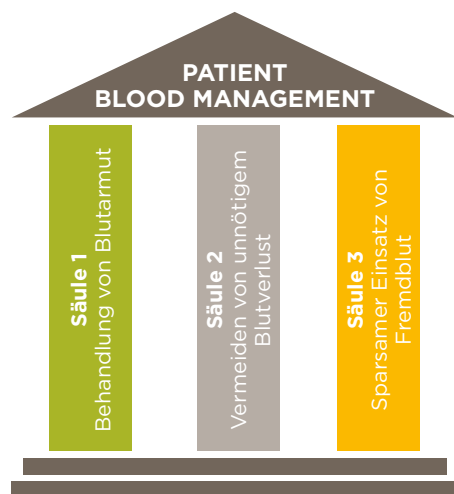 PATIENT
BLOOD MANAGEMENT
Säule 1
Behandlung von Blutarmut
Säule 2
Vermeiden von unnötigem
Blutverlust
Säule 3
Sparsamer Einsatz von
Fremdblut